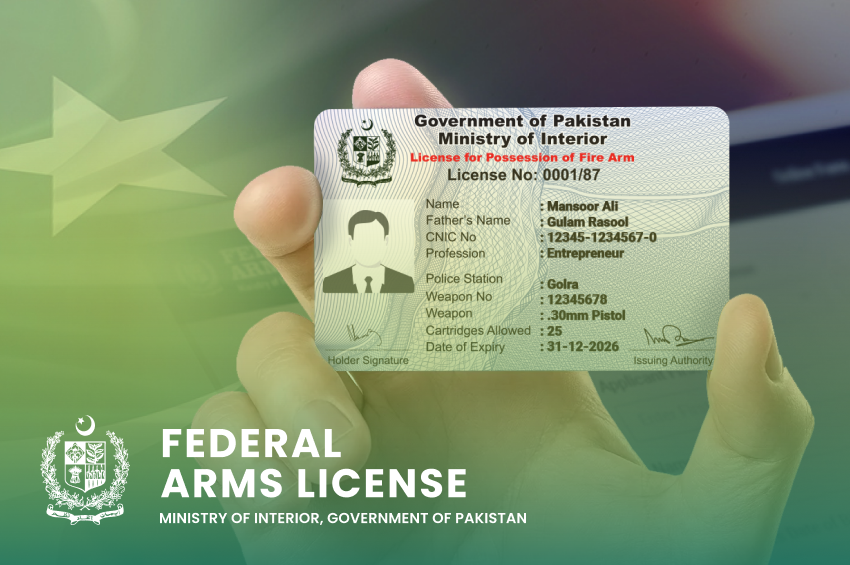 Government of Pakistan
Ministry of Interior
License for Possession of Fire Arm
License No: 0001/87
Name : Mansoor Ali
Father's Name : Gulam Rasool
CNIC No : 12345-1234567-0
Profession : Entrepreneur
Police Station : Golra
Weapon No : 12345678
Weapon : .30mm Pistol
Cartridges Allowed : 25
Date of Expiry : 31-12-2026
Holder Signature
Issuing Authority
FEDERAL
ARMS LICENSE
MINISTRY OF INTERIOR, GOVERNMENT OF PAKISTAN